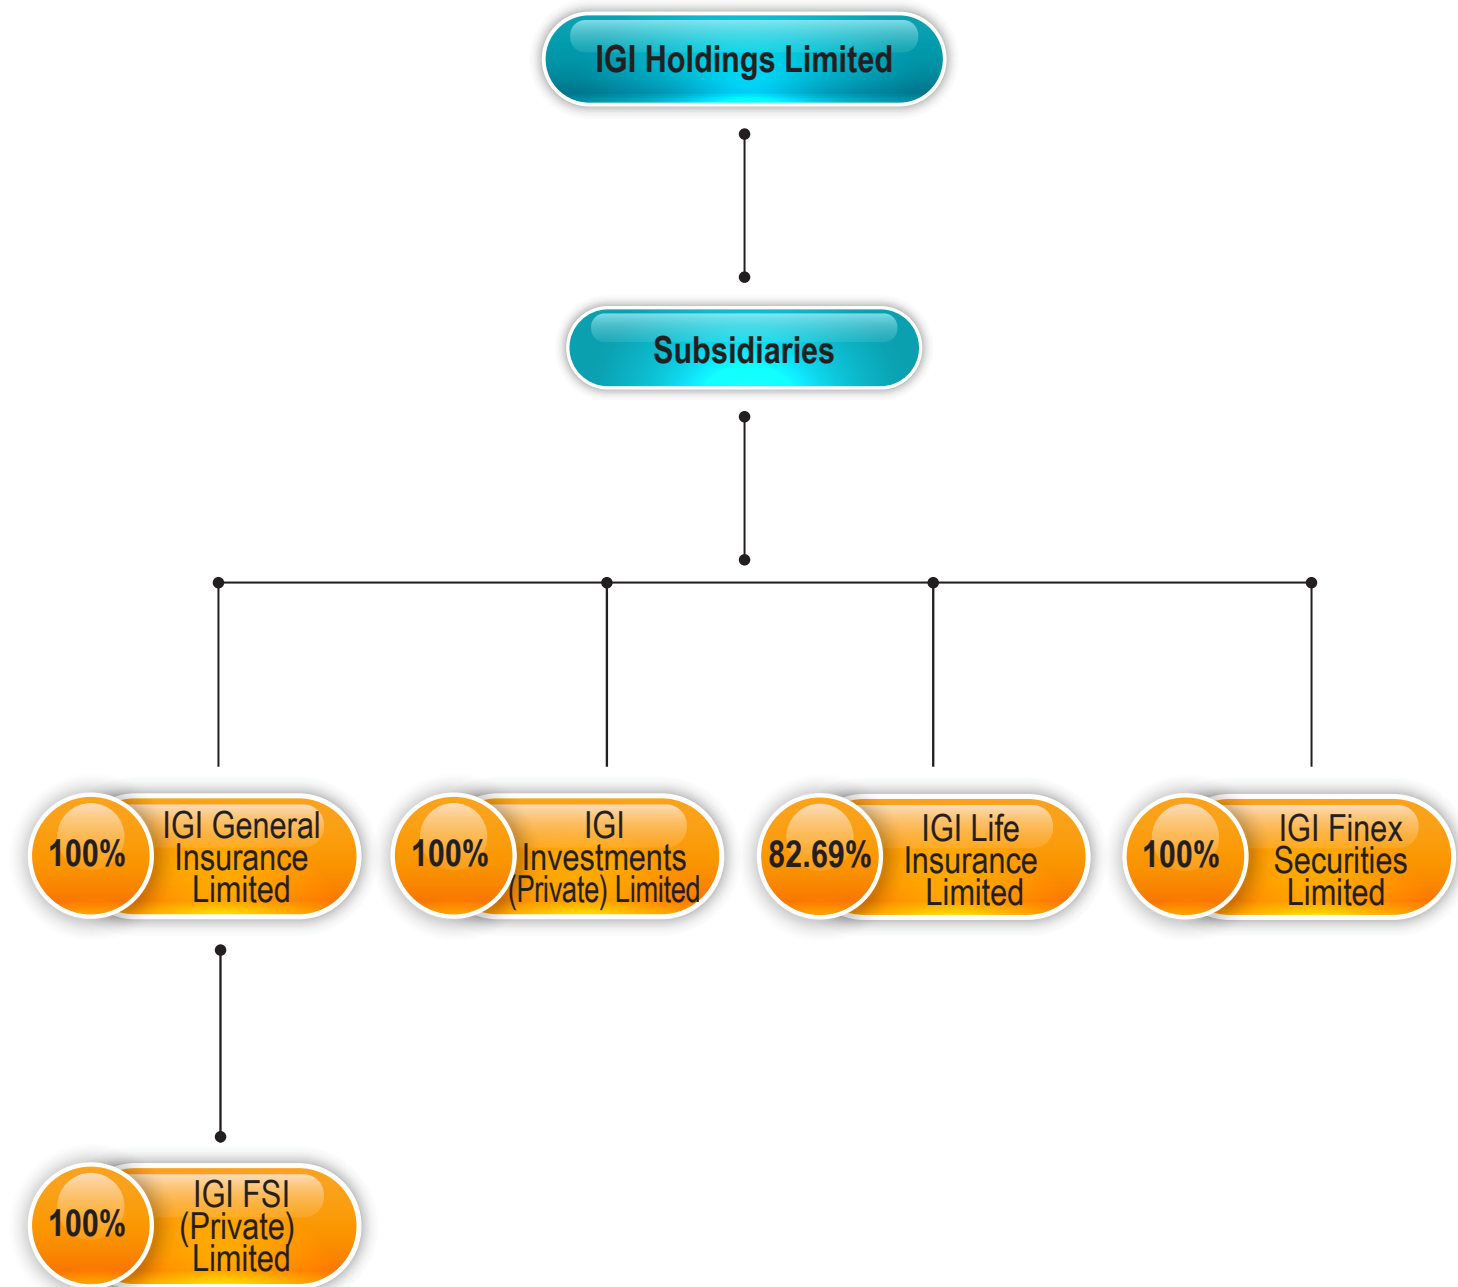 IGI Holdings Limited
Subsidiaries
100%
IGI General
Insurance
Limited
100%
IGI
Investments
(Private) Limited
82.69%
IGI Life
Insurance
Limited
100%
IGI Finex
Securities
Limited
100%
IGI FSI
(Private)
Limited